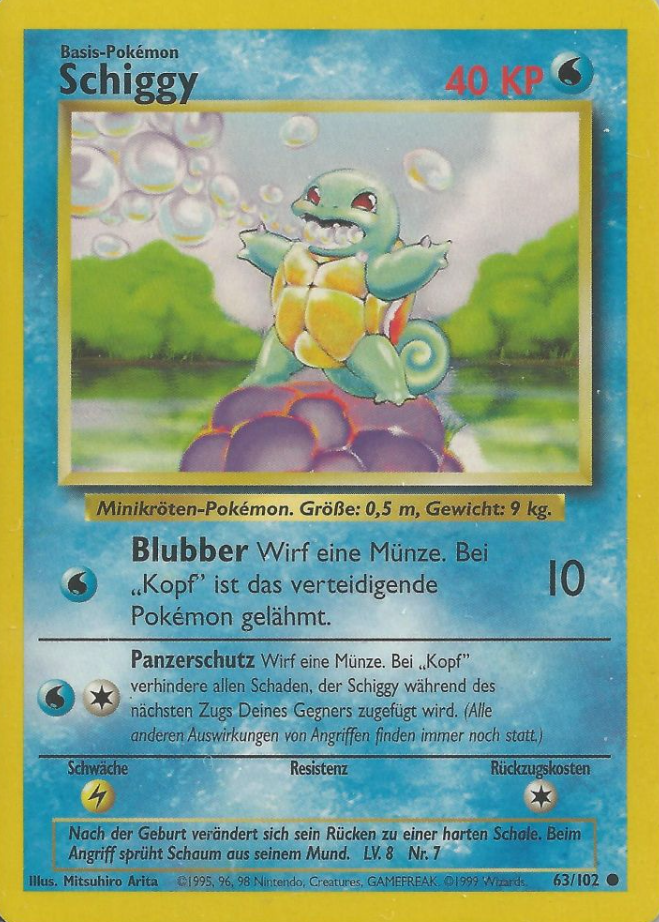 Basis-Pokémon
Schiggy
40 KP
Minikröten-Pokémon. Größe: 0,5 m, Gewicht: 9 kg.
Blubber Wirf eine Münze. Bei
„Kopf” ist das verteidigende
Pokémon gelähmt.
10
Panzerschutz Wirf eine Münze. Bei „Kopf”
verhindere allen Schaden, der Schiggy während des
nächsten Zugs Deines Gegners zugefügt wird. (Alle
anderen Auswirkungen von Angriffen finden immer noch statt.)
Schwäche Resistenz Rückzugskosten
Nach der Geburt verändert sich sein Rücken zu einer harten Schale. Beim
Angriff sprüht Schaum aus seinem Mund. LV. 8 Nr. 7
Illus. Mitsuhiro Arita ©1995, 96, 98 Nintendo, Creatures, GAMEFREAK. ©1999 Wizards. 63/102